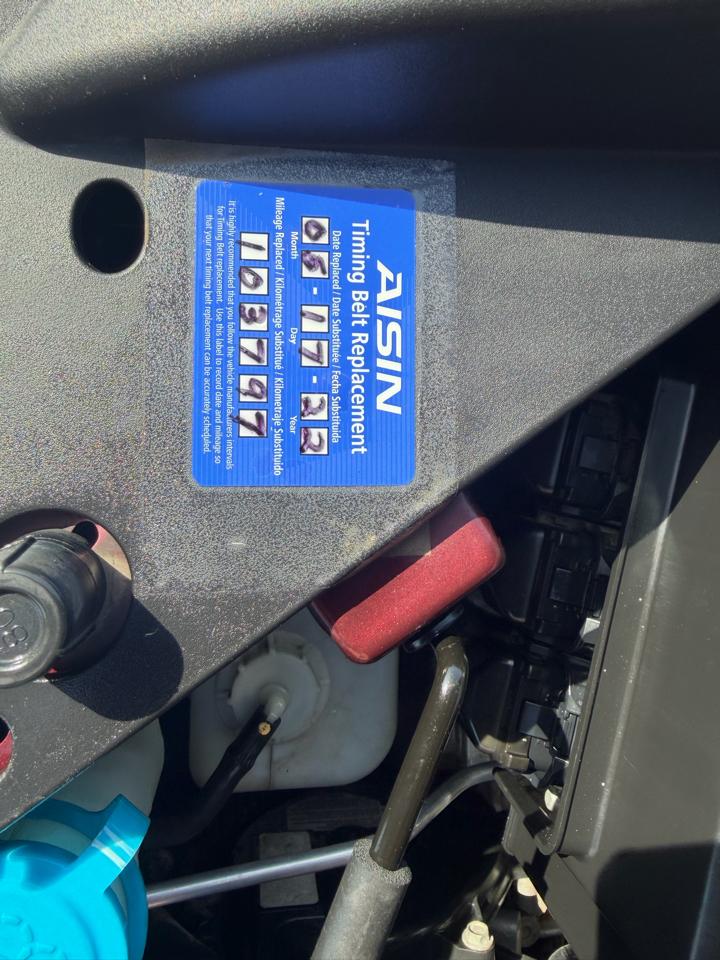 AISIN
Timing Belt Replacement
Date Replaced / Date Substituée / Fecha Substituida
05 - 17 - 22
Month Day Year
Mileage Replaced / Kilométrage Substitué / Kilometraje Substituido
103797
It is highly recommended that you follow the vehicle manufacturers intervals
for Timing Belt replacement. Use this label to record date and mileage so
that your next timing belt replacement can be accurately scheduled.